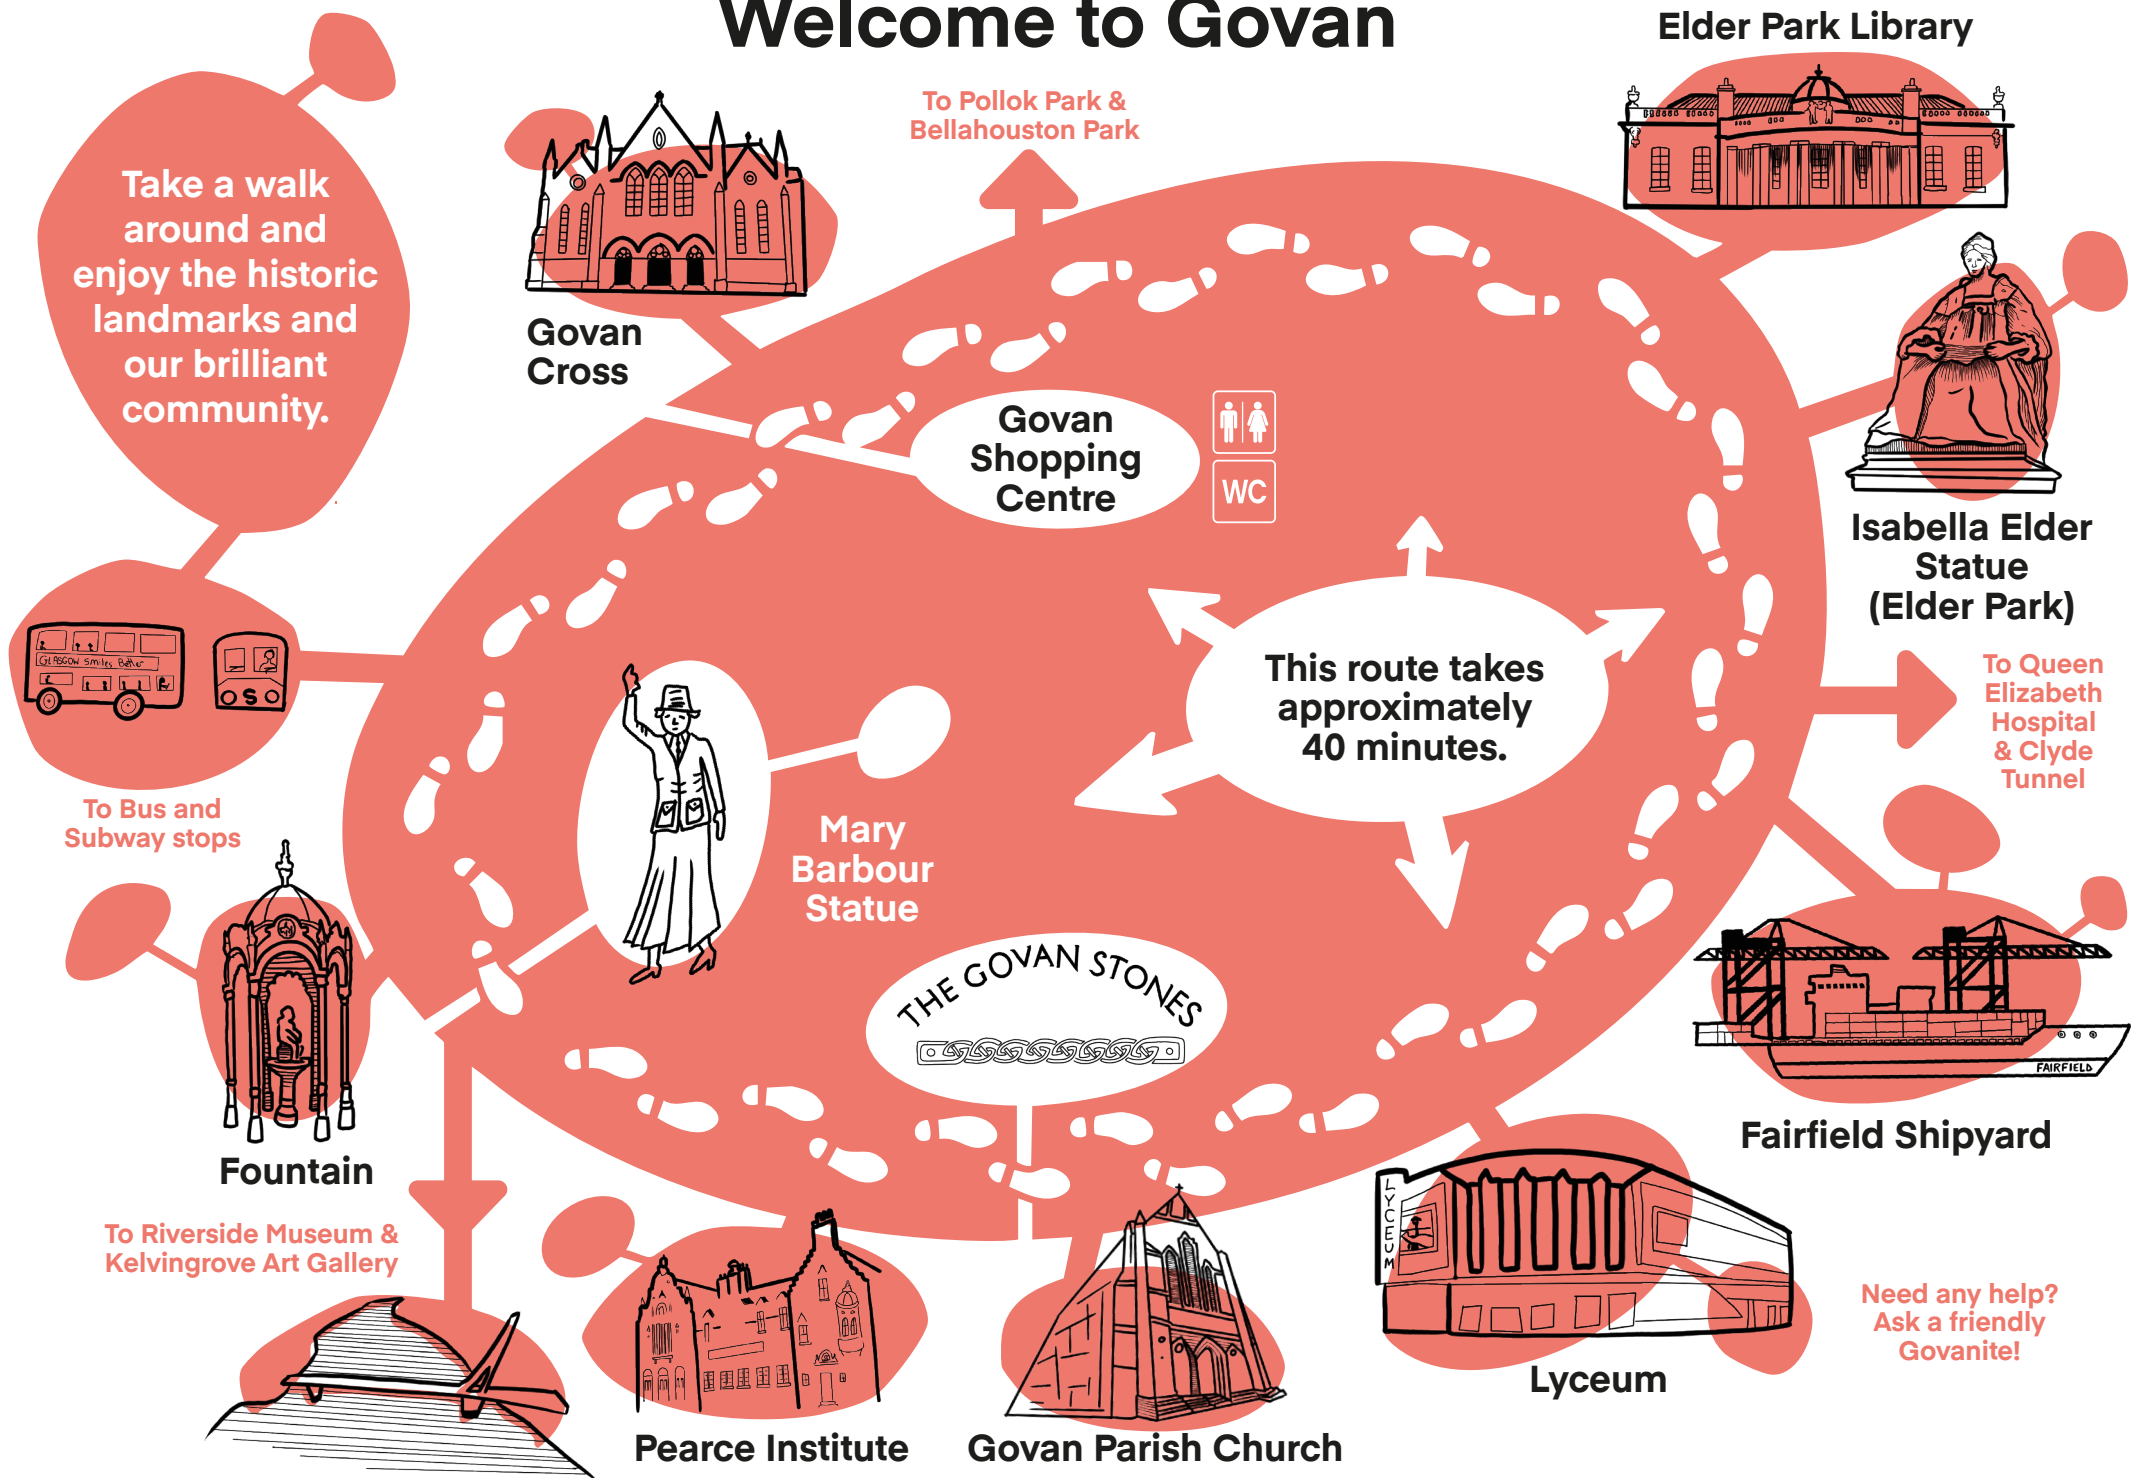 Welcome to Govan
Elder Park Library
To Pollok Park &
Bellahouston Park
Take a walk
around and
enjoy the historic
landmarks and
our brilliant
community.
Govan
Cross
Govan
Shopping
Centre
WC
Isabella Elder
Statue
(Elder Park)
This route takes
approximately
40 minutes.
To Queen
Elizabeth
Hospital
& Clyde
Tunnel
GLASGOW Smiles Better
S
To Bus and
Subway stops
Mary
Barbour
Statue
THE GOVAN STONES
FAIRFIELD
Fairfield Shipyard
Fountain
To Riverside Museum &
Kelvingrove Art Gallery
LYCEUM
Lyceum
Need any help?
Ask a friendly
Govanite!
Pearce Institute
Govan Parish Church